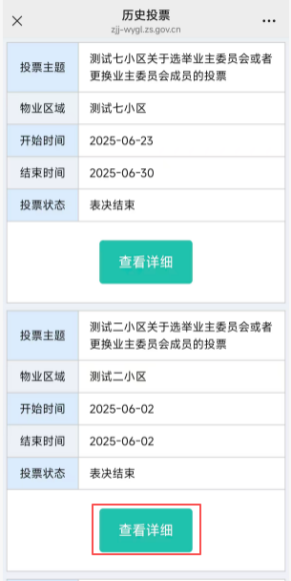 历史投票
zjj-wygl.zs.gov.cn
投票主题 测试七小区关于选举业主委员会或者
更换业主委员会成员的投票
物业区域 测试七小区
开始时间 2025-06-23
结束时间 2025-06-30
投票状态 表决结束
查看详细
投票主题 测试二小区关于选举业主委员会或者
更换业主委员会成员的投票
物业区域 测试二小区
开始时间 2025-06-02
结束时间 2025-06-02
投票状态 表决结束
查看详细